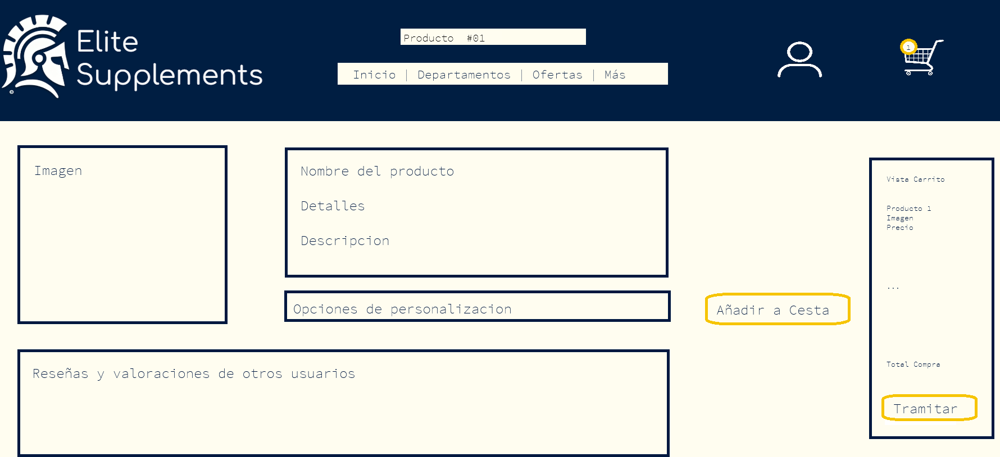 Elite
Supplements
Producto #01
Inicio | Departamentos | Ofertas | Más
1
Imagen
Nombre del producto
Detalles
Descripcion
Opciones de personalizacion
Añadir a Cesta
Reseñas y valoraciones de otros usuarios
Vista Carrito
Producto 1
Imagen
Precio
...
Total Compra
Tramitar